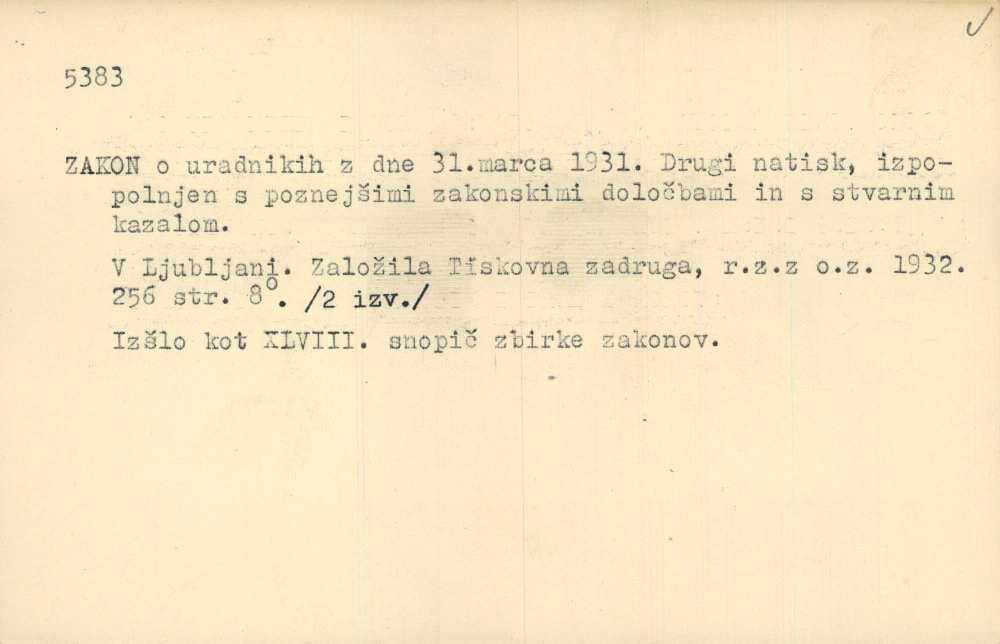 5383
ZAKON o uradnikih z dne 31.marca 1931. Drugi natisk, izpo-
polnjen s poznejšimi zakonskimi določbami in s stvarnim
kazalom.
V Ljubljani. Založila Tiskovna zadruga, r.z.z o.z. 1932.
256 str. 8°. /2 izv./
Izšlo kot XLVIII. snopič zbirke zakonov.